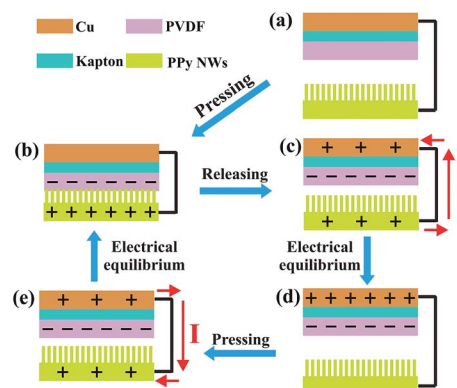 Cu
PVDF
Kapton
PPy NWs
(a)
Pressing
(b)
− − − − − −
+ + + + + +
Releasing
(c)
+ + +
− − − − − −
+ + +
Electrical
equilibrium
Electrical
equilibrium
(e)
+ + +
− − − − − −
+ + +
I
Pressing
(d)
+ + + + + +
− − − − − −